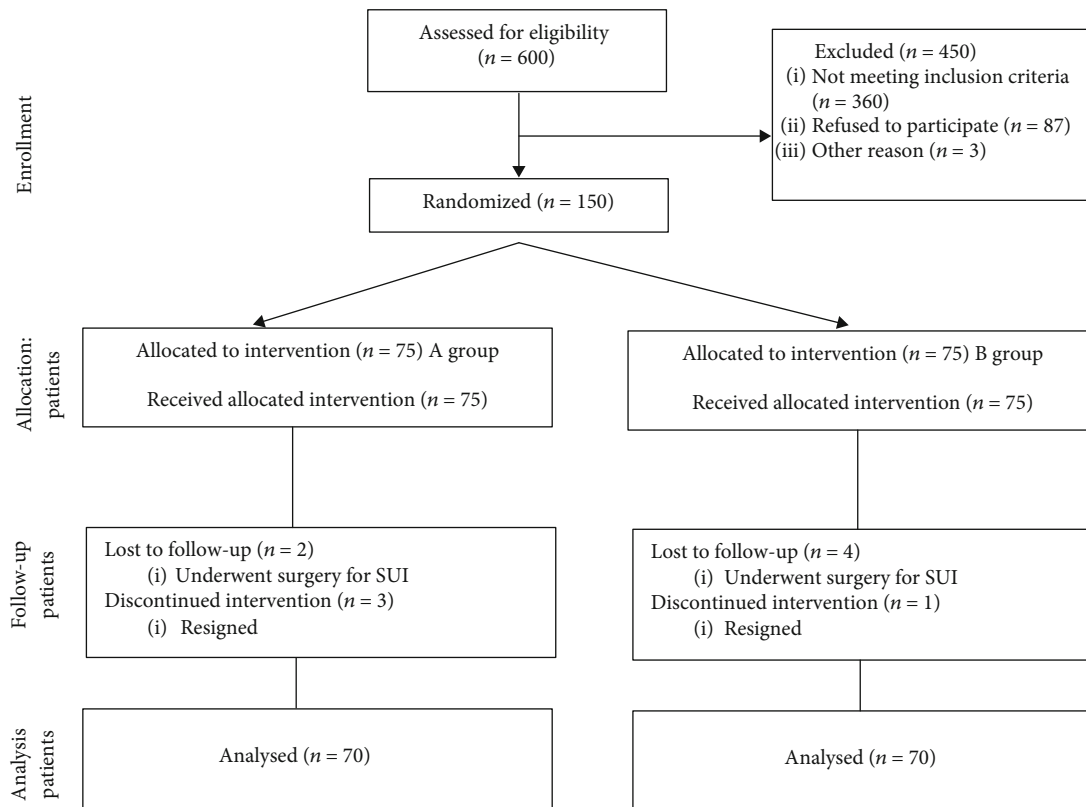 Assessed for eligibility
(n = 600)
Excluded (n = 450)
(i) Not meeting inclusion criteria
(n = 360)
(ii) Refused to participate (n = 87)
(iii) Other reason (n = 3)
Enrollment
Randomized (n = 150)
Allocation:
patients
Allocated to intervention (n = 75) A group
Received allocated intervention (n = 75)
Allocated to intervention (n = 75) B group
Received allocated intervention (n = 75)
Follow-up
patients
Lost to follow-up (n = 2)
(i) Underwent surgery for SUI
Discontinued intervention (n = 3)
(i) Resigned
Lost to follow-up (n = 4)
(i) Underwent surgery for SUI
Discontinued intervention (n = 1)
(i) Resigned
Analysis
patients
Analysed (n = 70)
Analysed (n = 70)